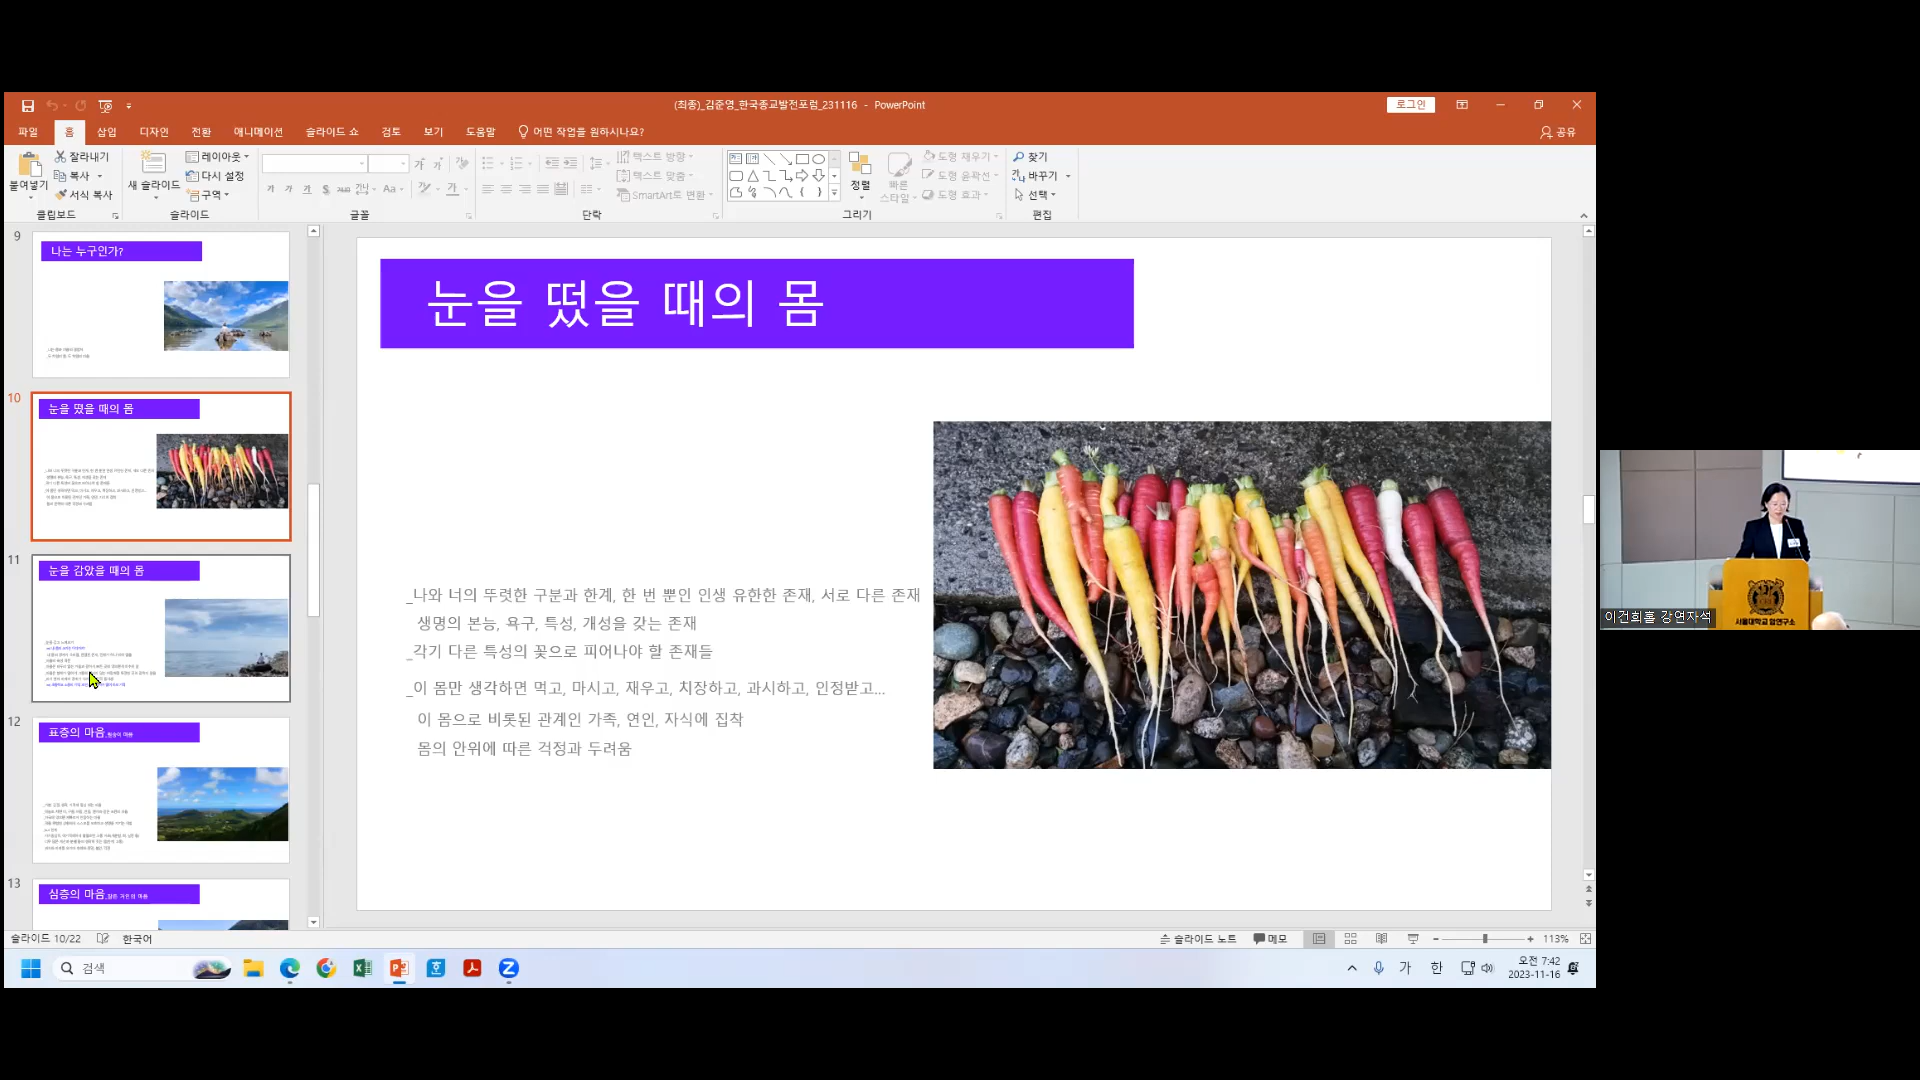 (최종)_김준영_한국종교발전포럼_231116 - PowerPoint
로그인
파일 홈 삽입 디자인 전환 애니메이션 슬라이드 쇼 검토 보기 도움말 어떤 작업을 원하시나요? 공유
붙여넣기 잘라내기 복사 서식 복사 클립보드
새 슬라이드 레이아웃 다시 설정 구역 슬라이드
글꼴
텍스트 방향 텍스트 맞춤 SmartArt로 변환 단락
정렬 빠른 스타일 도형 채우기 도형 윤곽선 도형 효과 그리기
찾기 바꾸기 선택 편집
9
나는 누구인가?
10
눈을 떴을 때의 몸
11
눈을 감았을 때의 몸
12
표층의 마음
13
심층의 마음
눈을 떴을 때의 몸
_나와 너의 뚜렷한 구분과 한계, 한 번 뿐인 인생 유한한 존재, 서로 다른 존재
생명의 본능, 욕구, 특성, 개성을 갖는 존재
_각기 다른 특성의 꽃으로 피어나야 할 존재들
_이 몸만 생각하면 먹고, 마시고, 재우고, 치장하고, 과시하고, 인정받고...
이 몸으로 비롯된 관계인 가족, 연인, 자식에 집착
몸의 안위에 따른 걱정과 두려움
이건희홀 강연자석
서울대학교 암연구소
슬라이드 10/22 한국어 슬라이드 노트 메모 113%
검색
가 한
오전 7:42
2023-11-16